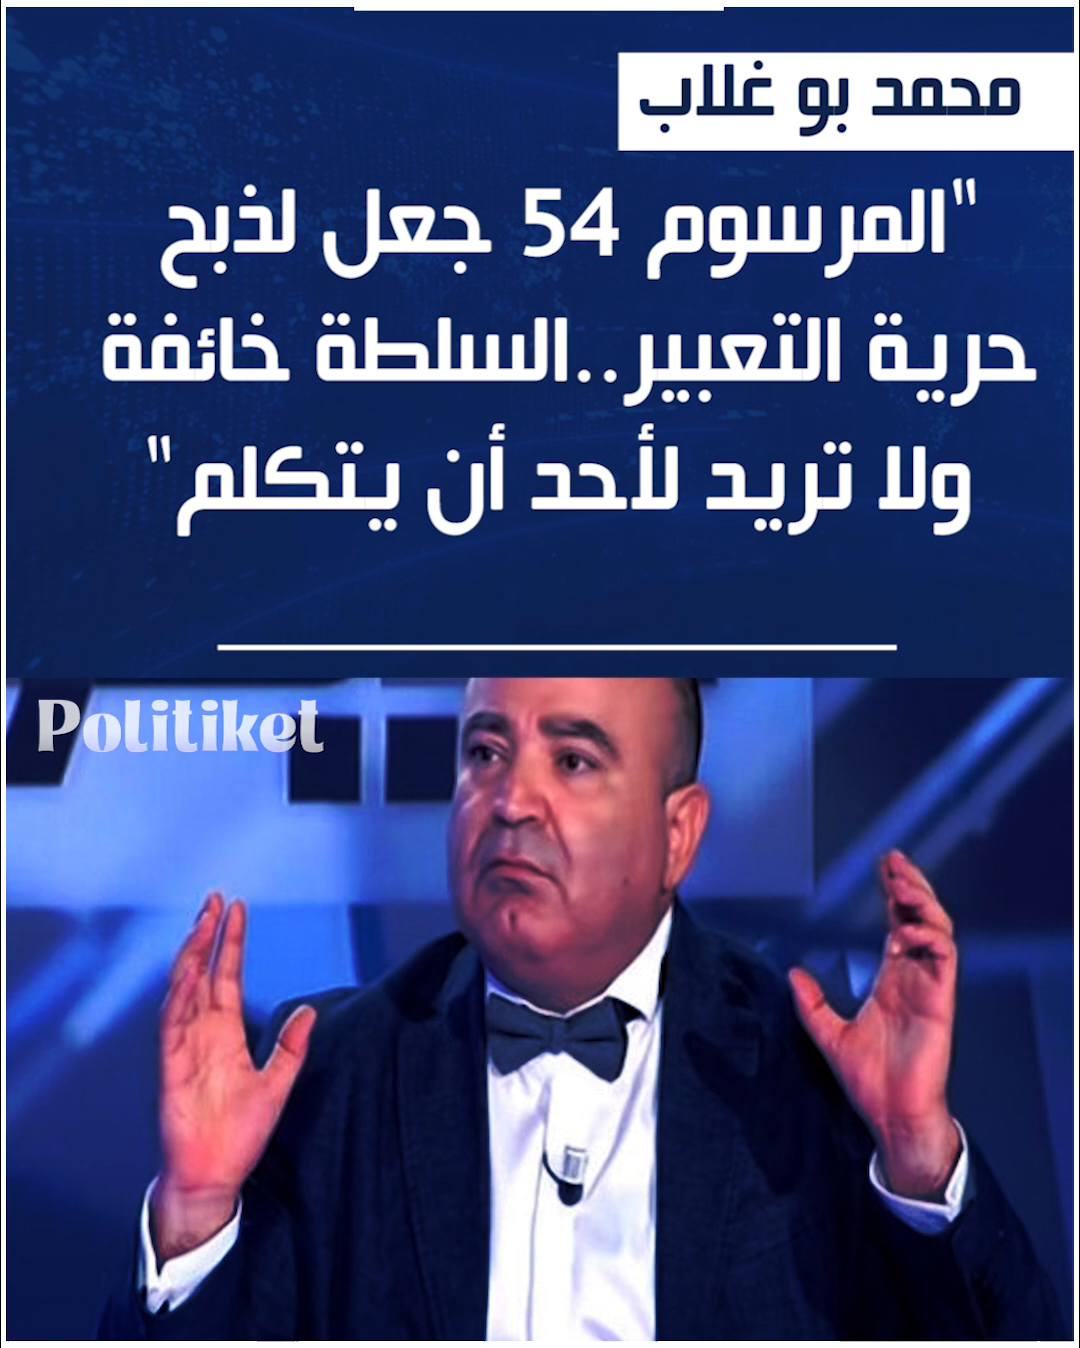 محمد بو غلاب
"المرسوم 54 جعل لذبح
حرية التعبير..السلطة خائفة
ولا تريد لأحد أن يتكلم"
Politiket